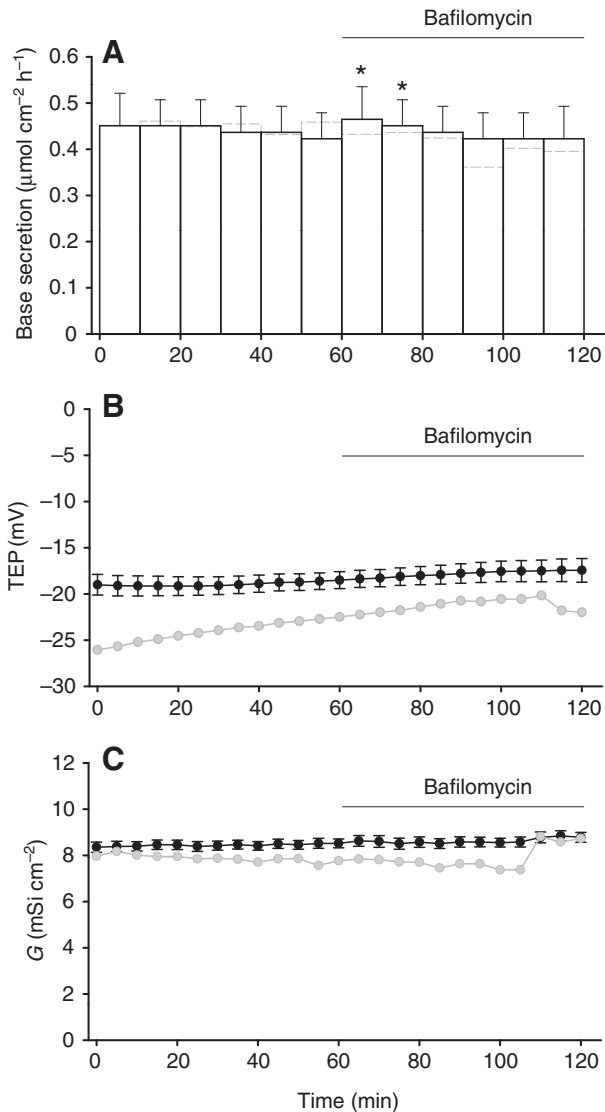 Bafilomycin
A
0.6
* *
0.5
0.4
0.3
0.2
0.1
0
Base secretion (μmol cm⁻² h⁻¹)
0 20 40 60 80 100 120
B
0
Bafilomycin
–5
–10
–15
–20
–25
–30
TEP (mV)
0 20 40 60 80 100 120
C
12
Bafilomycin
10
8
6
4
2
0
G (mSi cm⁻²)
0 20 40 60 80 100 120
Time (min)